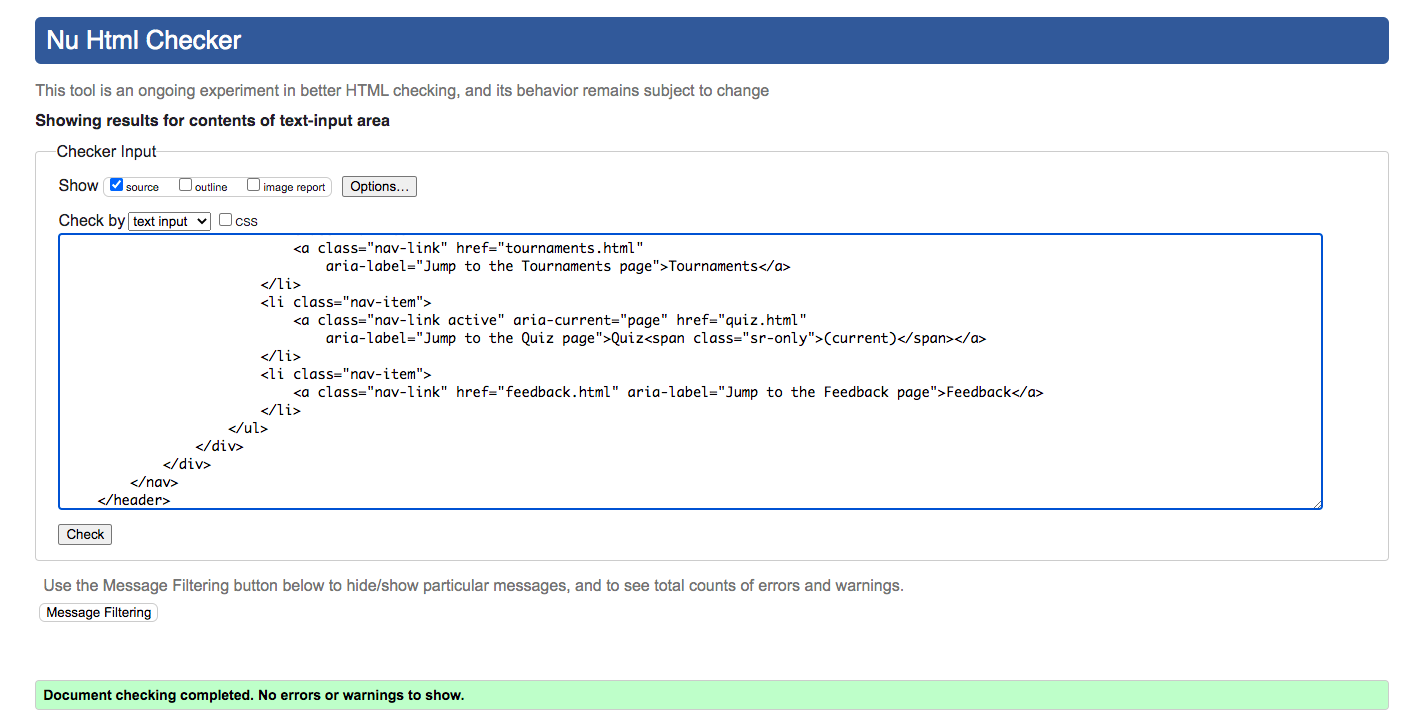 Nu Html Checker
This tool is an ongoing experiment in better HTML checking, and its behavior remains subject to change
Showing results for contents of text-input area
Checker Input
Show source outline image report Options...
Check by text input CSS
<a class="nav-link" href="tournaments.html"
aria-label="Jump to the Tournaments page">Tournaments</a>
</li>
<li class="nav-item">
<a class="nav-link active" aria-current="page" href="quiz.html"
aria-label="Jump to the Quiz page">Quiz<span class="sr-only">(current)</span></a>
</li>
<li class="nav-item">
<a class="nav-link" href="feedback.html" aria-label="Jump to the Feedback page">Feedback</a>
</li>
</ul>
</div>
</div>
</nav>
</header>
Check
Use the Message Filtering button below to hide/show particular messages, and to see total counts of errors and warnings.
Message Filtering
Document checking completed. No errors or warnings to show.